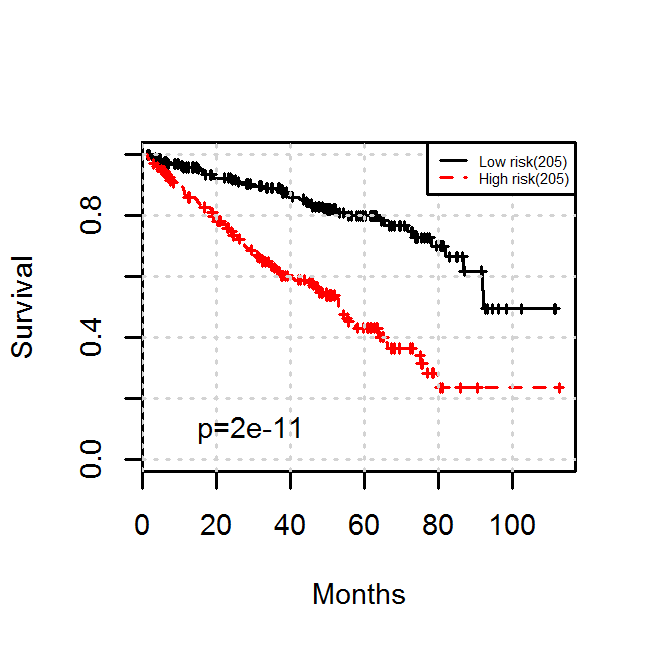 Low risk(205)
High risk(205)
Survival
0.8
0.4
0.0
p=2e-11
0 20 40 60 80 100
Months